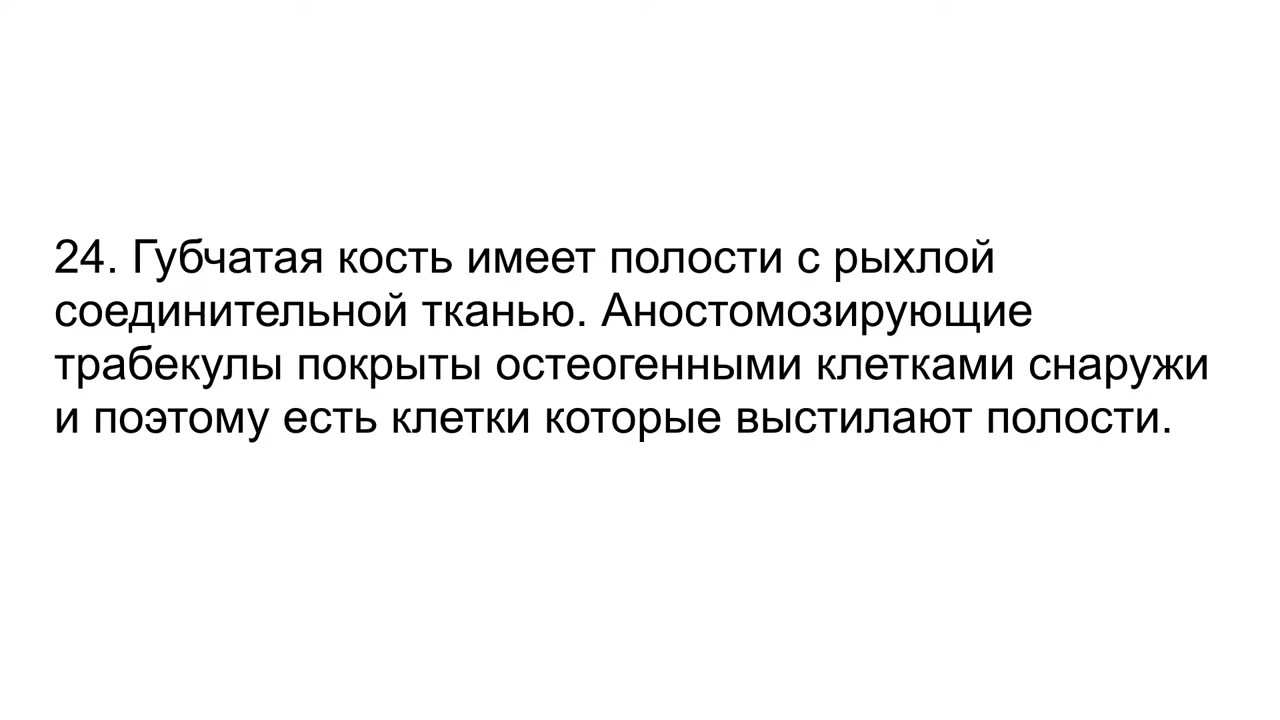 24. Губчатая кость имеет полости с рыхлой
соединительной тканью. Аностомозирующие
трабекулы покрыты остеогенными клетками снаружи
и поэтому есть клетки которые выстилают полости.